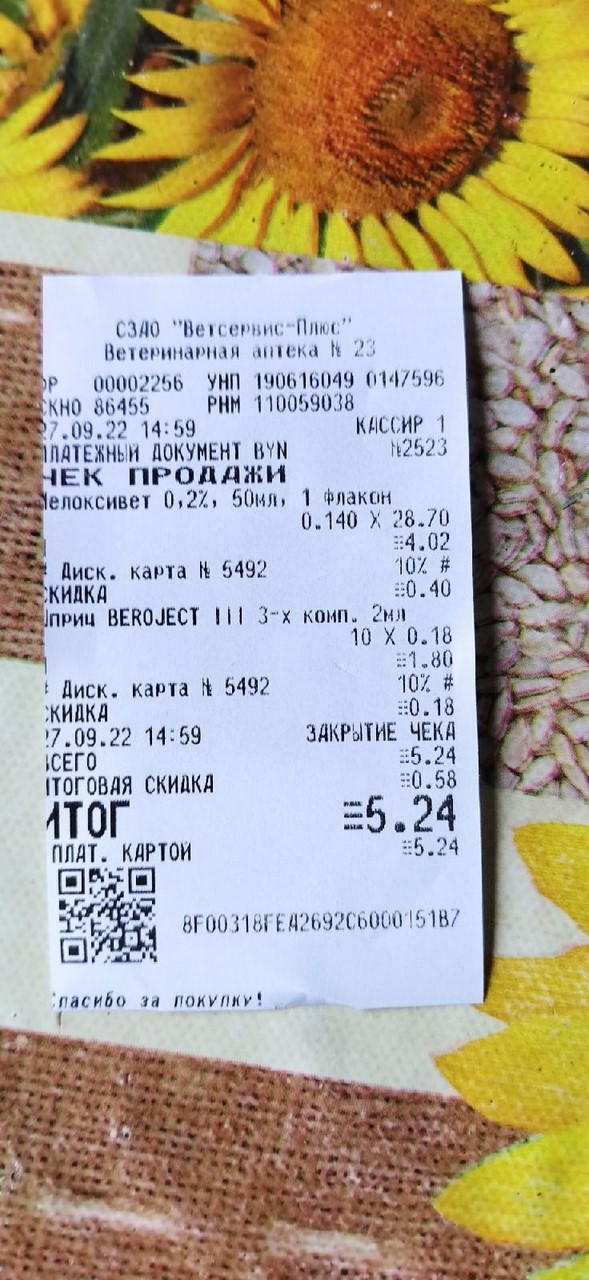 СЗАО "Ветсервис-Плюс"
Ветеринарная аптека № 23
ОР 00002256 УНП 190616049 0147596
СКНО 86455 РНМ 110059038
27.09.22 14:59 КАССИР 1
ПЛАТЕЖНЫЙ ДОКУМЕНТ BYN №2523
ЧЕК ПРОДАЖИ
Мелоксивет 0,2%, 50мл, 1 флакон
0.140 X 28.70
≡4.02
* Диск. карта № 5492 10% #
СКИДКА ≡0.40
Шприц BEROJECT III 3-х комп. 2мл
10 X 0.18
≡1.80
* Диск. карта № 5492 10% #
СКИДКА ≡0.18
27.09.22 14:59 ЗАКРЫТИЕ ЧЕКА
ВСЕГО ≡5.24
ИТОГОВАЯ СКИДКА ≡0.58
ИТОГ ≡5.24
ПЛАТ. КАРТОЙ ≡5.24
8F00318FEA2692C6000151B7
Спасибо за покупку!